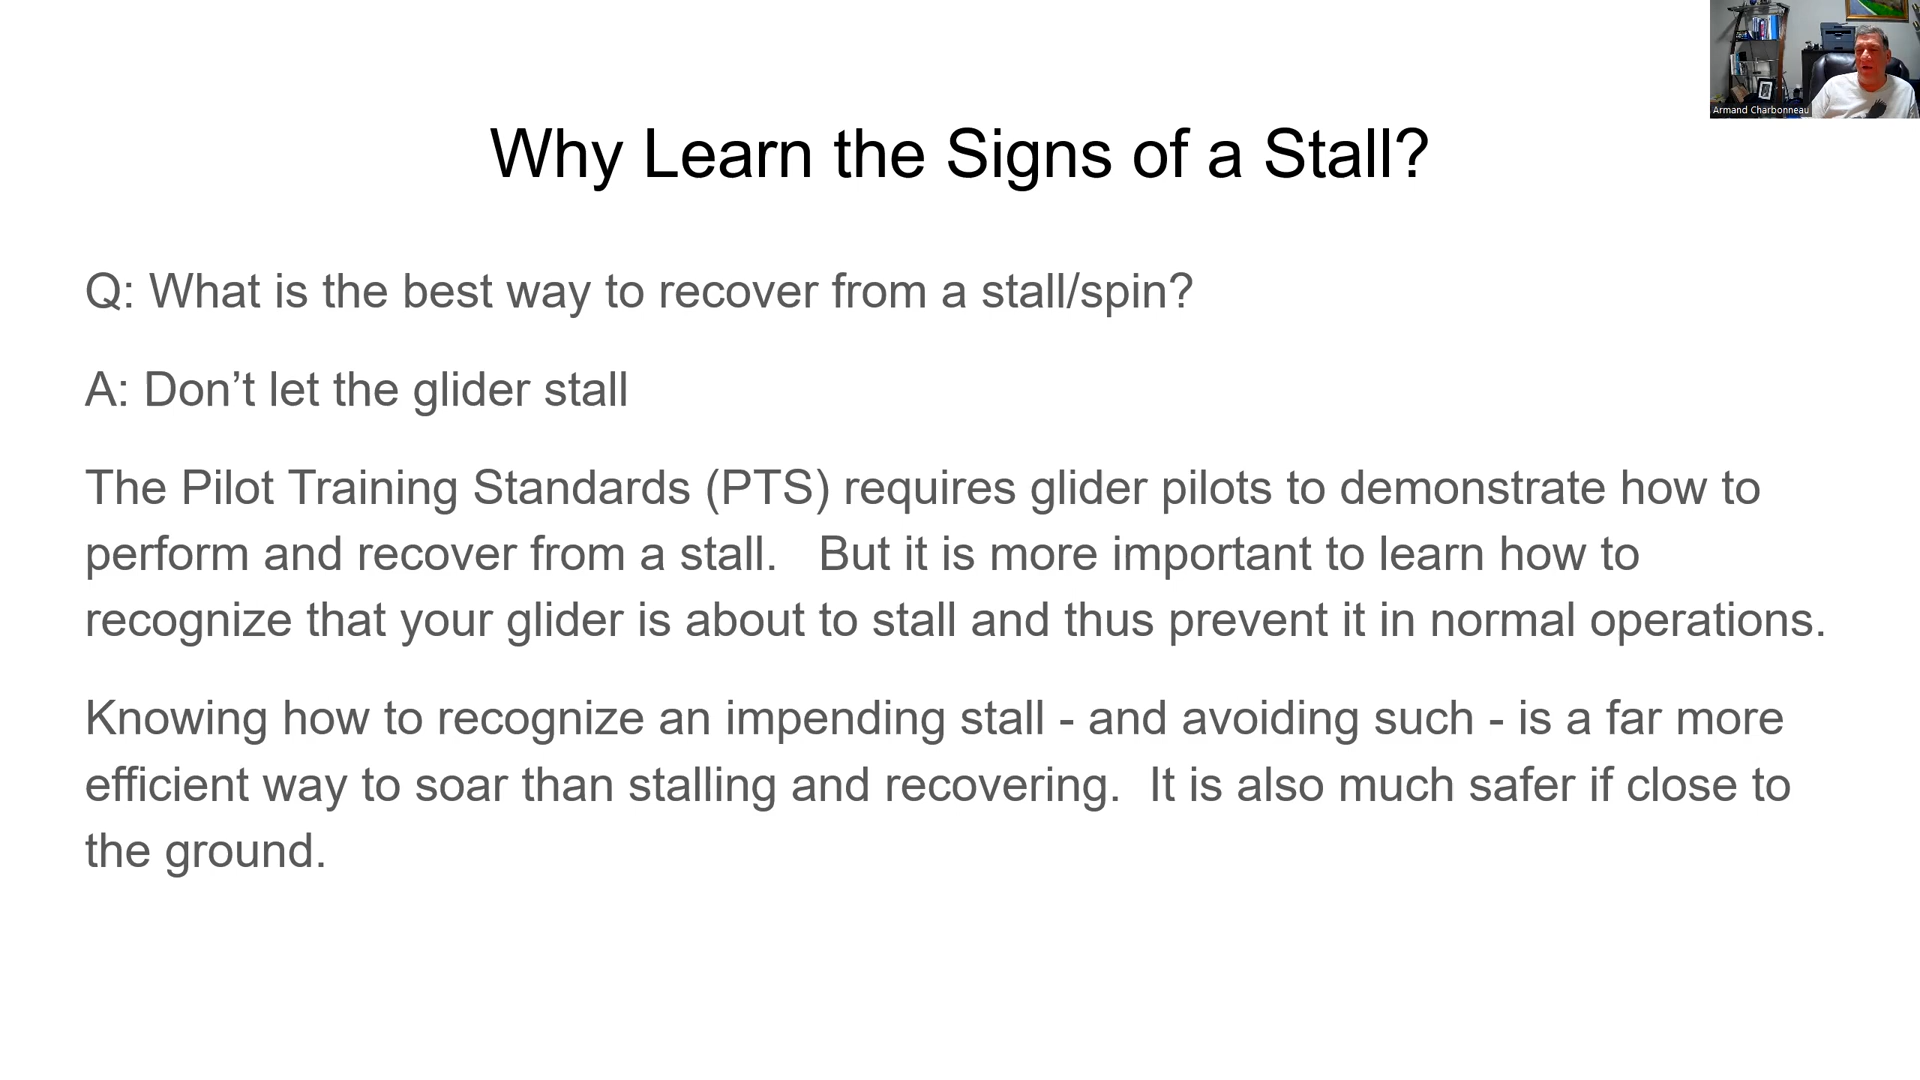 Armand Charbonneau
Why Learn the Signs of a Stall?
Q: What is the best way to recover from a stall/spin?
A: Don’t let the glider stall
The Pilot Training Standards (PTS) requires glider pilots to demonstrate how to
perform and recover from a stall.   But it is more important to learn how to
recognize that your glider is about to stall and thus prevent it in normal operations.
Knowing how to recognize an impending stall - and avoiding such - is a far more
efficient way to soar than stalling and recovering.  It is also much safer if close to
the ground.